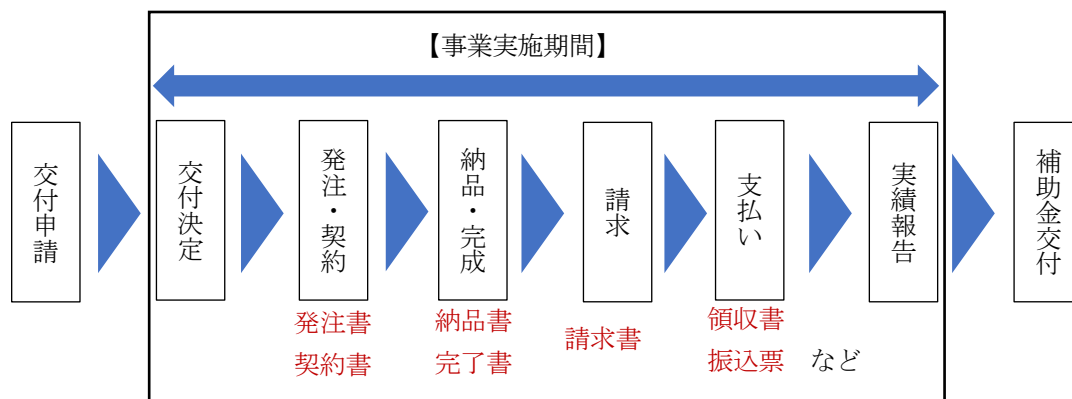 【事業実施期間】
交付申請
交付決定
発注・契約
納品・完成
請求
支払い
実績報告
補助金交付
発注書
契約書
納品書
完了書
請求書
領収書
振込票 など